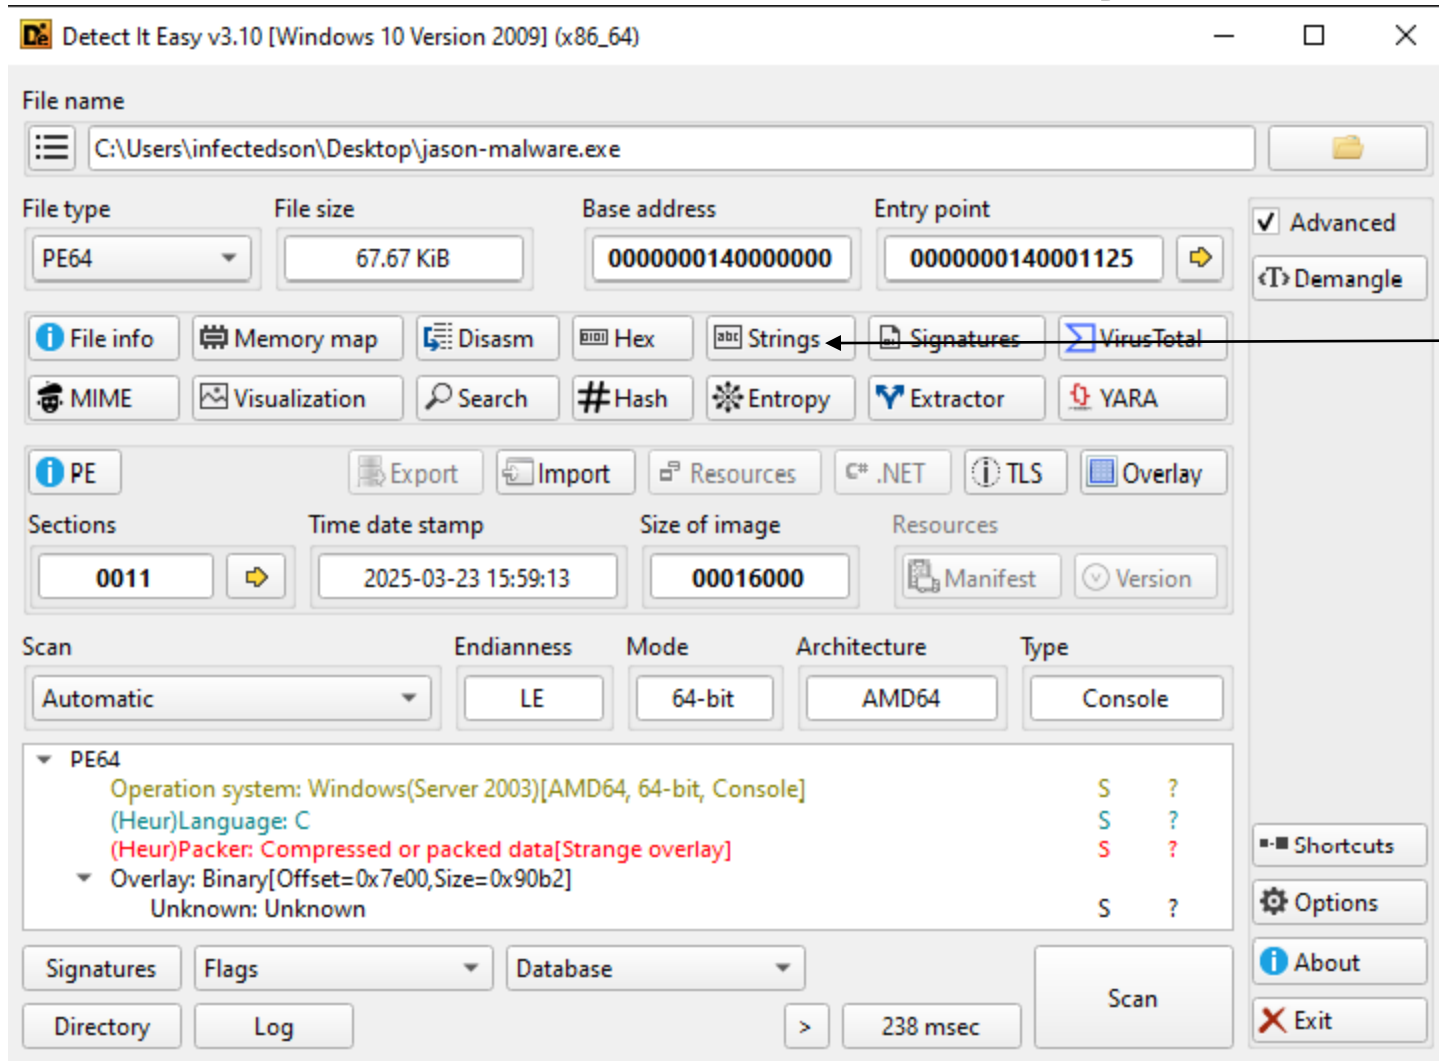 Detect It Easy v3.10 [Windows 10 Version 2009] (x86_64)
File name
C:\Users\infectedson\Desktop\jason-malware.exe
File type File size Base address Entry point
PE64 67.67 KiB 0000000140000000 0000000140001125
Advanced
Demangle
File info Memory map Disasm Hex Strings Signatures VirusTotal
MIME Visualization Search Hash Entropy Extractor YARA
PE Export Import Resources .NET TLS Overlay
Sections Time date stamp Size of image Resources
0011 2025-03-23 15:59:13 00016000 Manifest Version
Scan Endianness Mode Architecture Type
Automatic LE 64-bit AMD64 Console
PE64
Operation system: Windows(Server 2003)[AMD64, 64-bit, Console] S ?
(Heur)Language: C S ?
(Heur)Packer: Compressed or packed data[Strange overlay] S ?
Overlay: Binary[Offset=0x7e00,Size=0x90b2]
Unknown: Unknown S ?
Shortcuts
Options
About
Exit
Signatures Flags Database Scan
Directory Log > 238 msec